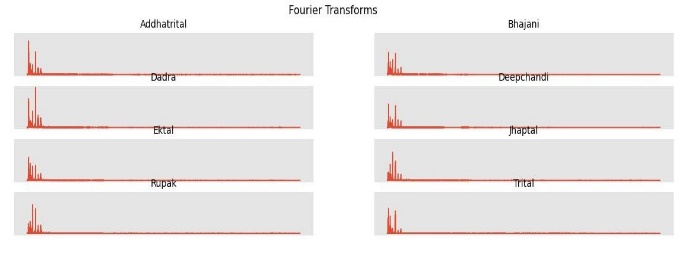 Fourier Transforms
Addhatrital
Bhajani
Dadra
Deepchandi
Ektal
Jhaptal
Rupak
Trital